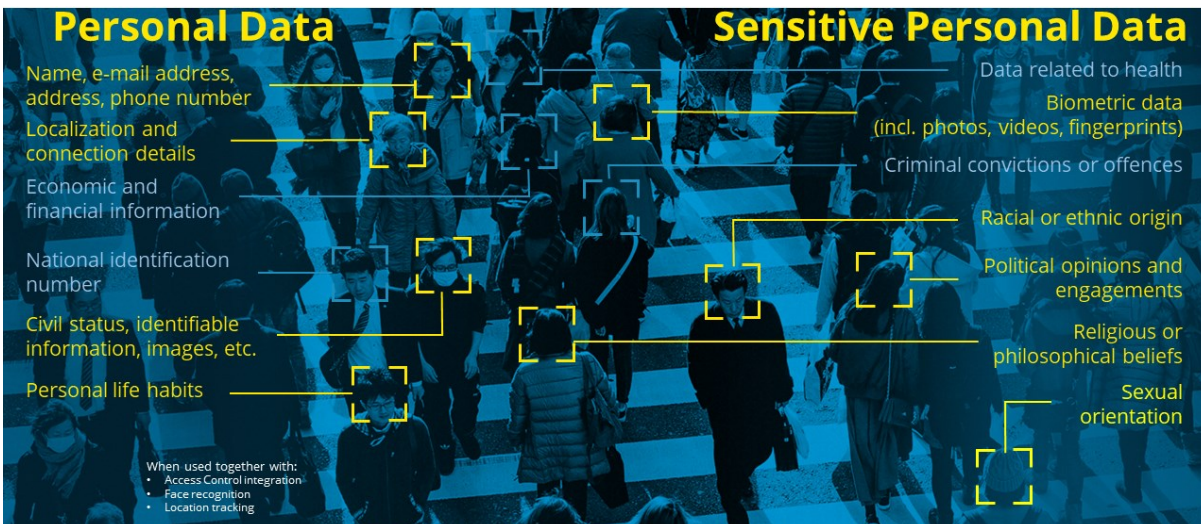 Personal Data
Name, e-mail address,
address, phone number
Localization and
connection details
Economic and
financial information
National identification
number
Civil status, identifiable
information, images, etc.
Personal life habits
When used together with:
• Access Control integration
• Face recognition
• Location tracking
Sensitive Personal Data
Data related to health
Biometric data
(incl. photos, videos, fingerprints)
Criminal convictions or offences
Racial or ethnic origin
Political opinions and
engagements
Religious or
philosophical beliefs
Sexual
orientation